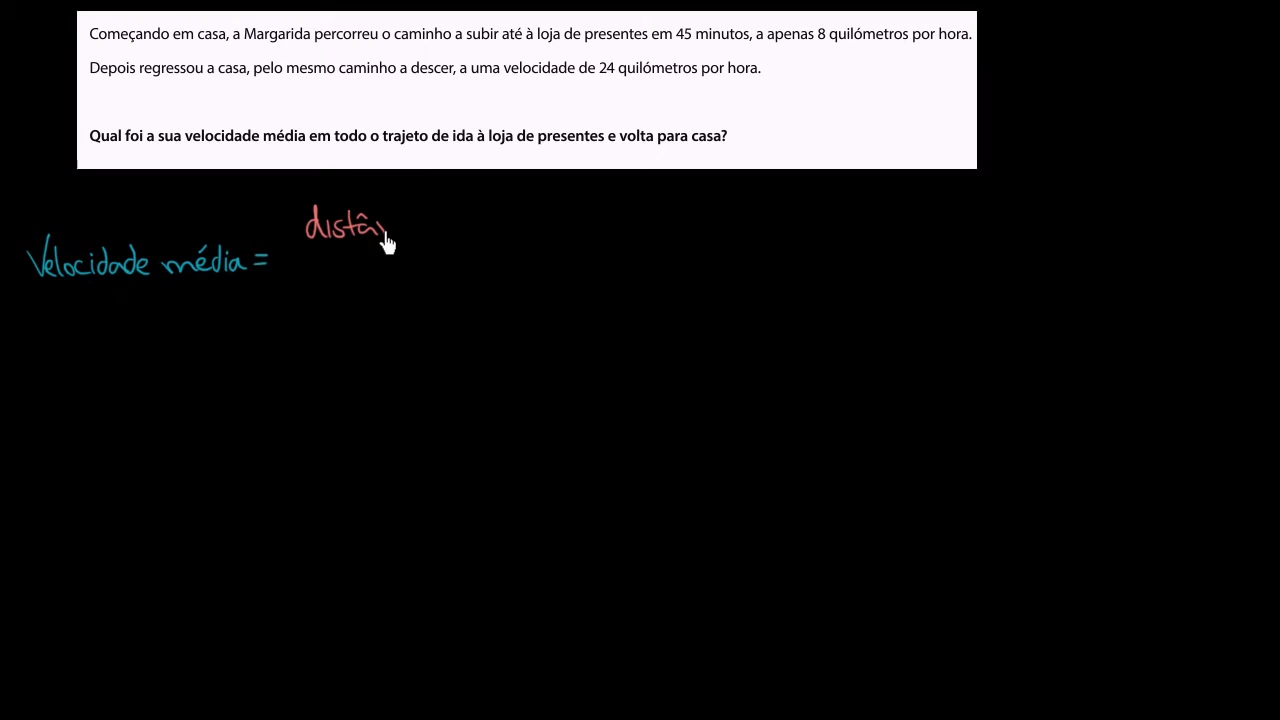 Começando em casa, a Margarida percorreu o caminho a subir até à loja de presentes em 45 minutos, a apenas 8 quilómetros por hora.
Depois regressou a casa, pelo mesmo caminho a descer, a uma velocidade de 24 quilómetros por hora.
Qual foi a sua velocidade média em todo o trajeto de ida à loja de presentes e volta para casa?
distân
Velocidade média =